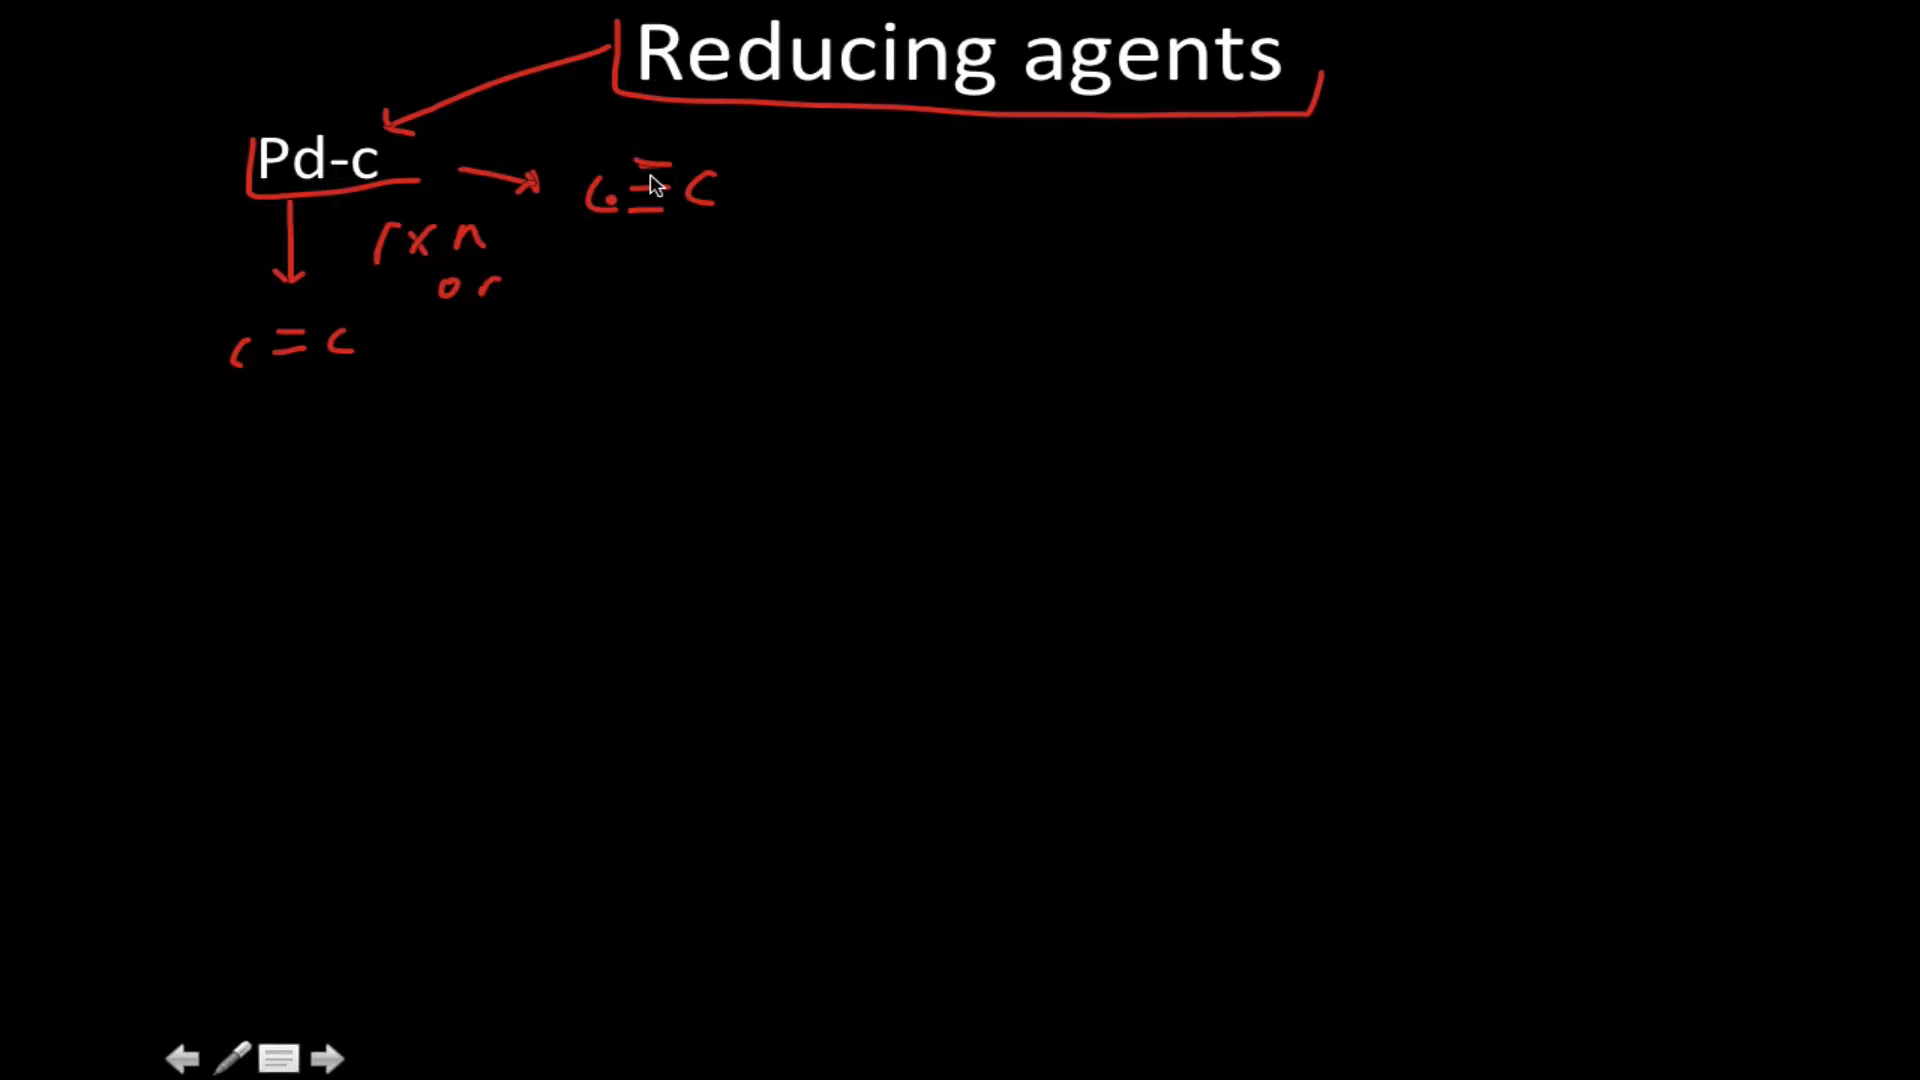 Reducing agents
Pd-c
c≡c
rxn
or
c=c